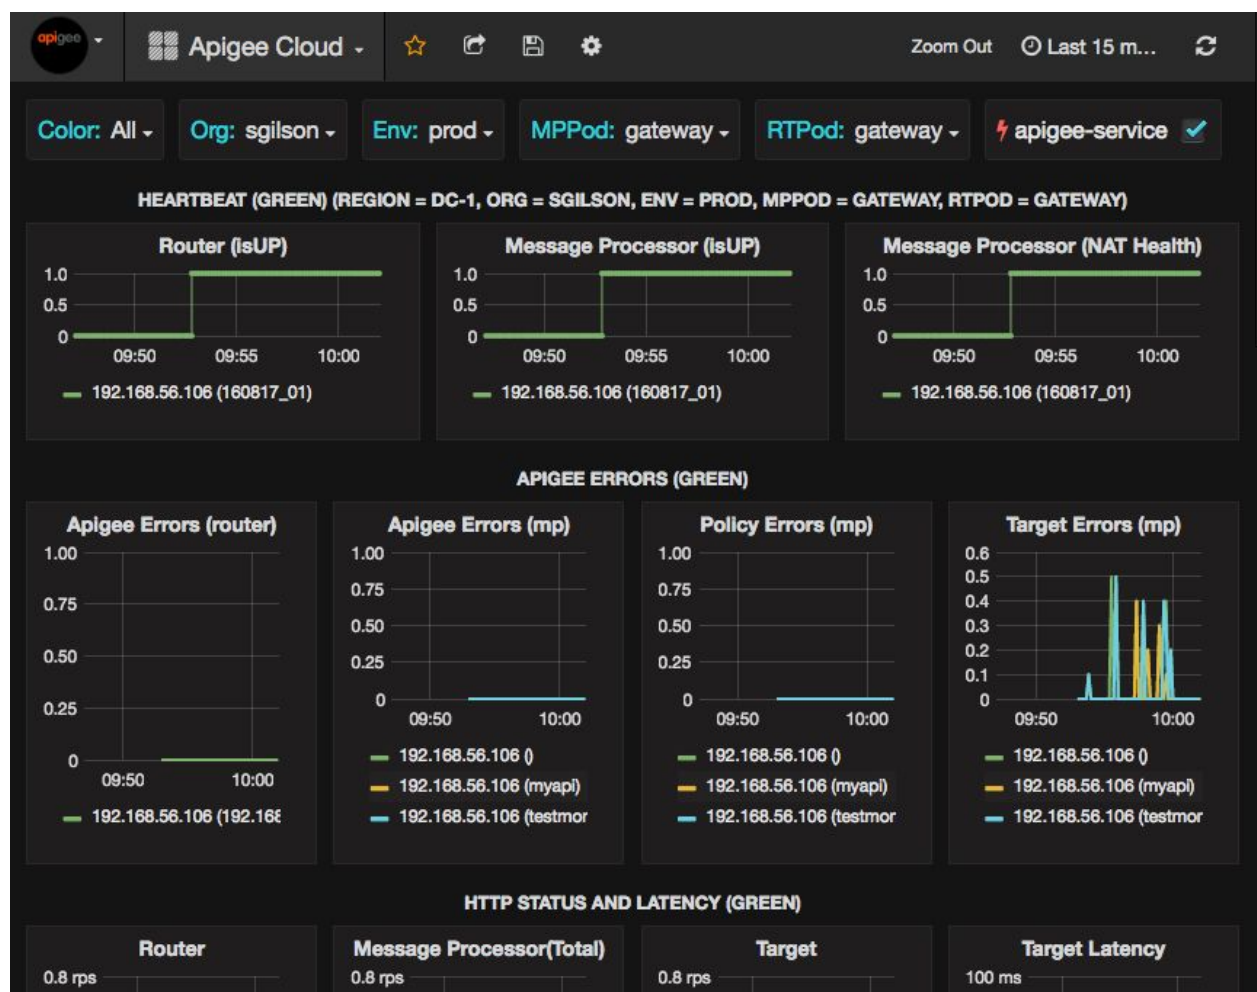 apigee
Apigee Cloud
Zoom Out Last 15 m...
Color: All Org: sgilson Env: prod MPPod: gateway RTPod: gateway apigee-service
HEARTBEAT (GREEN) (REGION = DC-1, ORG = SGILSON, ENV = PROD, MPPOD = GATEWAY, RTPOD = GATEWAY)
Router (isUP)
1.0
0.5
0
09:50 09:55 10:00
192.168.56.106 (160817_01)
Message Processor (isUP)
1.0
0.5
0
09:50 09:55 10:00
192.168.56.106 (160817_01)
Message Processor (NAT Health)
1.0
0.5
0
09:50 09:55 10:00
192.168.56.106 (160817_01)
APIGEE ERRORS (GREEN)
Apigee Errors (router)
1.00
0.75
0.50
0.25
0
09:50 10:00
192.168.56.106 (192.168
Apigee Errors (mp)
1.00
0.75
0.50
0.25
0
09:50 10:00
192.168.56.106 ()
192.168.56.106 (myapi)
192.168.56.106 (testmor
Policy Errors (mp)
1.00
0.75
0.50
0.25
0
09:50 10:00
192.168.56.106 ()
192.168.56.106 (myapi)
192.168.56.106 (testmor
Target Errors (mp)
0.6
0.5
0.4
0.3
0.2
0.1
0
09:50 10:00
192.168.56.106 ()
192.168.56.106 (myapi)
192.168.56.106 (testmor
HTTP STATUS AND LATENCY (GREEN)
Router
0.8 rps
Message Processor(Total)
0.8 rps
Target
0.8 rps
Target Latency
100 ms